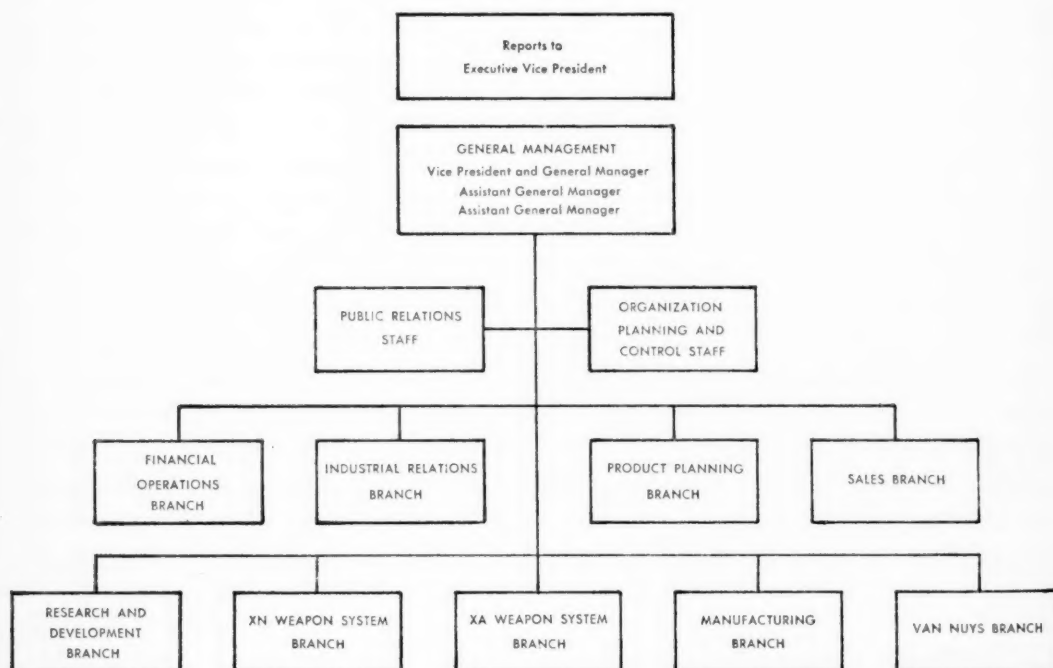 Reports to
Executive Vice President
GENERAL MANAGEMENT
Vice President and General Manager
Assistant General Manager
Assistant General Manager
PUBLIC RELATIONS
STAFF
ORGANIZATION
PLANNING AND
CONTROL STAFF
FINANCIAL
OPERATIONS
BRANCH
INDUSTRIAL RELATIONS
BRANCH
PRODUCT PLANNING
BRANCH
SALES BRANCH
RESEARCH AND
DEVELOPMENT
BRANCH
XN WEAPON SYSTEM
BRANCH
XA WEAPON SYSTEM
BRANCH
MANUFACTURING
BRANCH
VAN NUYS BRANCH